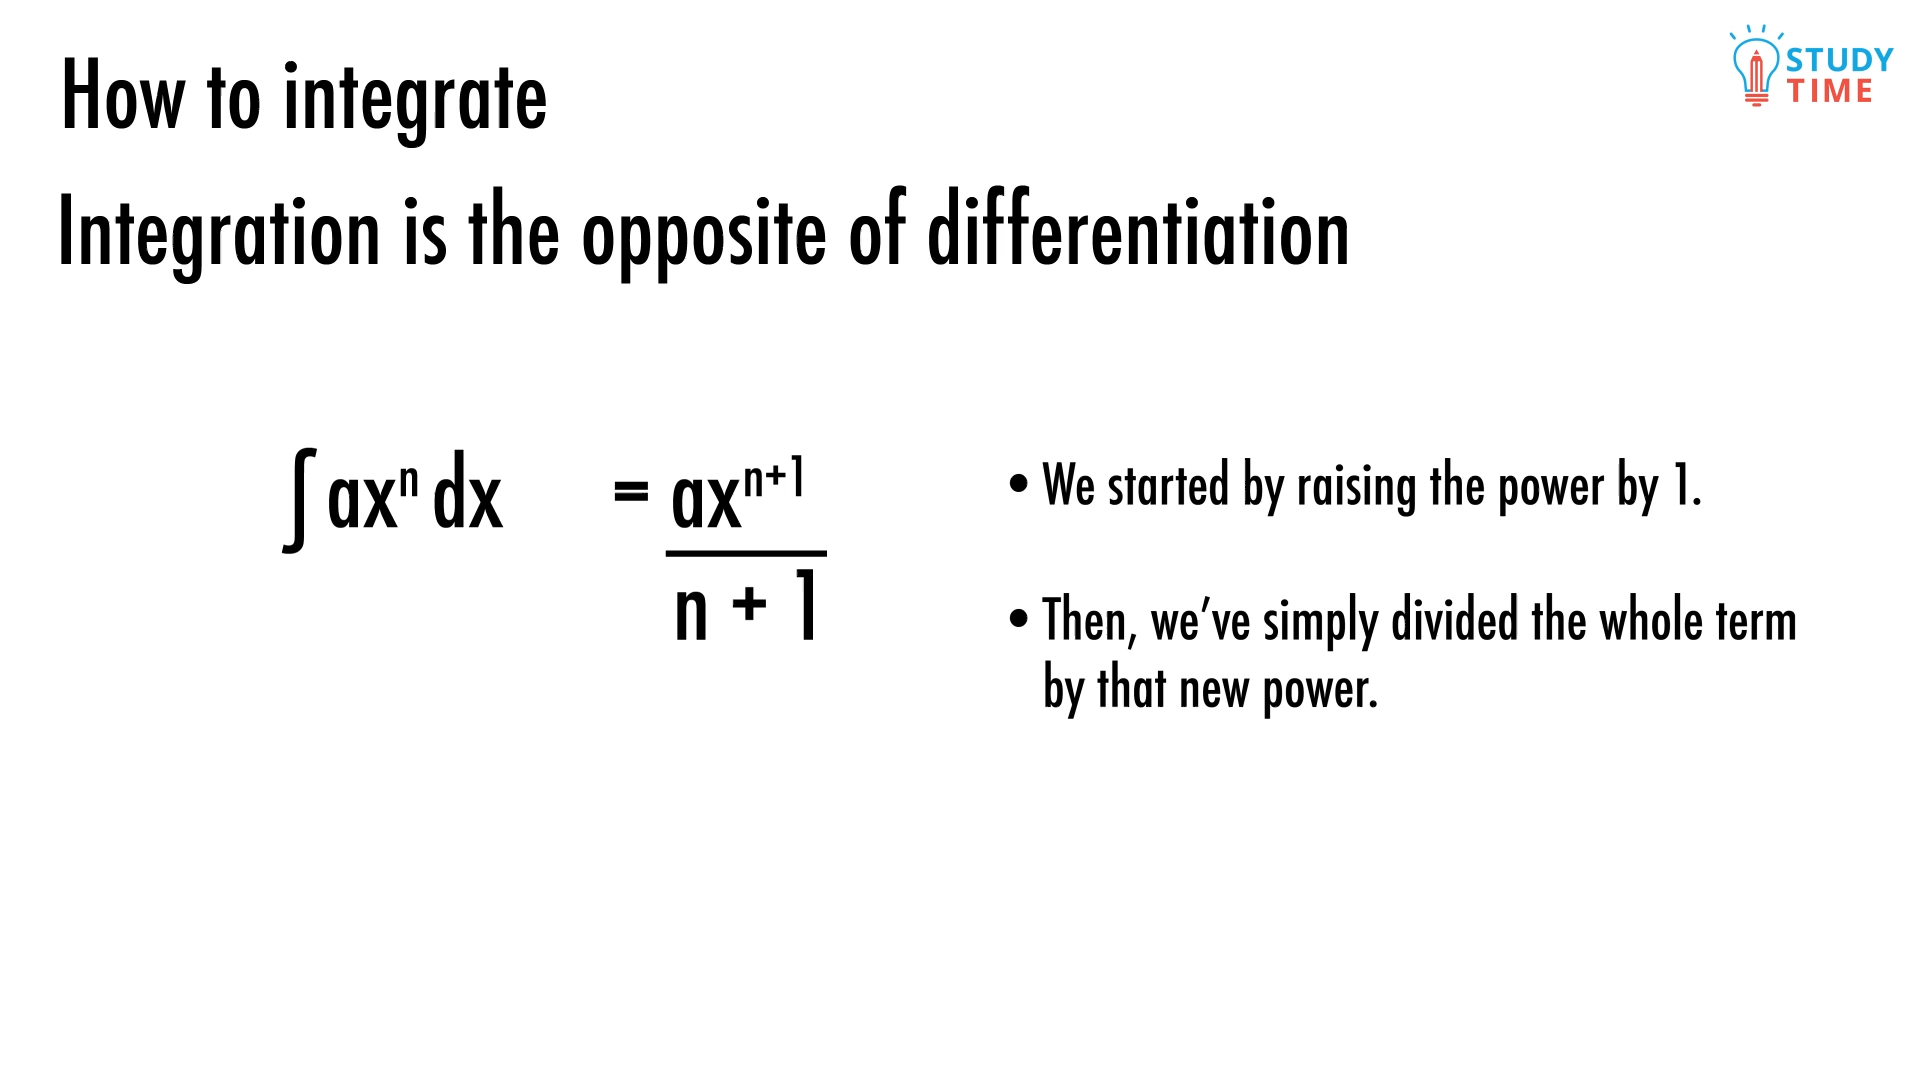 How to integrate
STUDY
TIME
Integration is the opposite of differentiation
∫ axⁿ dx = axⁿ⁺¹
n + 1
• We started by raising the power by 1.
• Then, we’ve simply divided the whole term
by that new power.